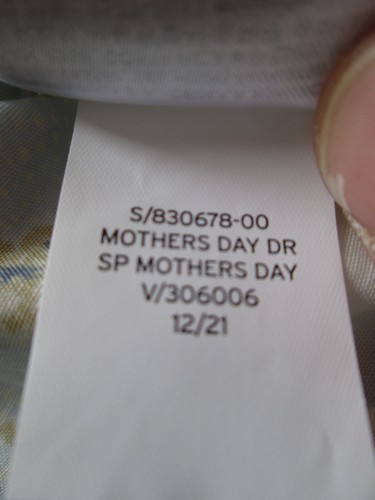 S/830678-00
MOTHERS DAY DR
SP MOTHERS DAY
V/306006
12/21